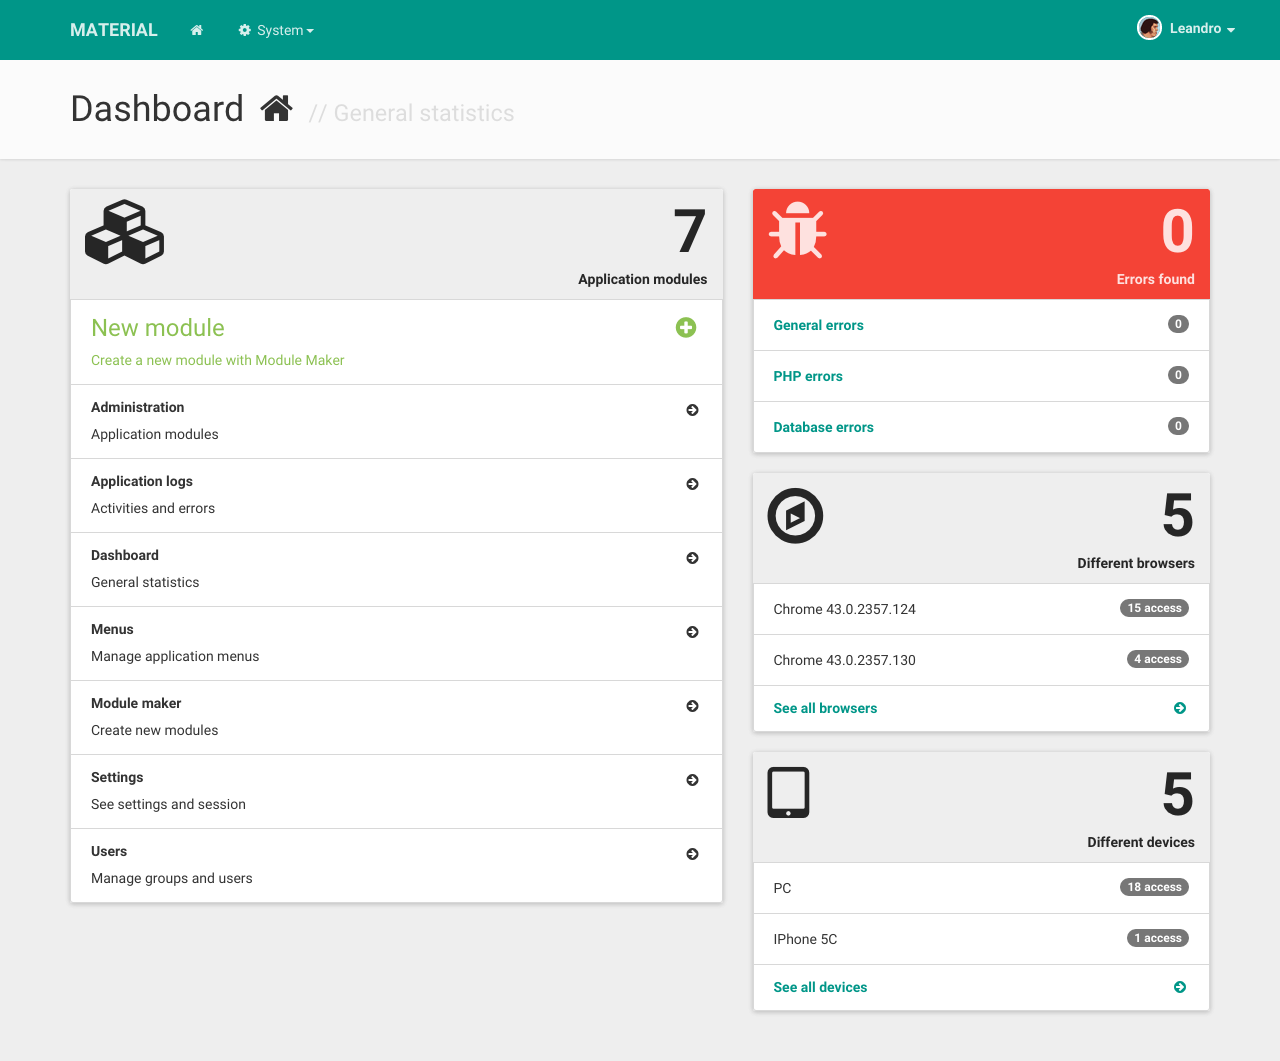 MATERIAL
System
Leandro
Dashboard // General statistics
7
Application modules
New module
Create a new module with Module Maker
Administration
Application modules
Application logs
Activities and errors
Dashboard
General statistics
Menus
Manage application menus
Module maker
Create new modules
Settings
See settings and session
Users
Manage groups and users
0
Errors found
General errors 0
PHP errors 0
Database errors 0
5
Different browsers
Chrome 43.0.2357.124 15 access
Chrome 43.0.2357.130 4 access
See all browsers
5
Different devices
PC 18 access
IPhone 5C 1 access
See all devices